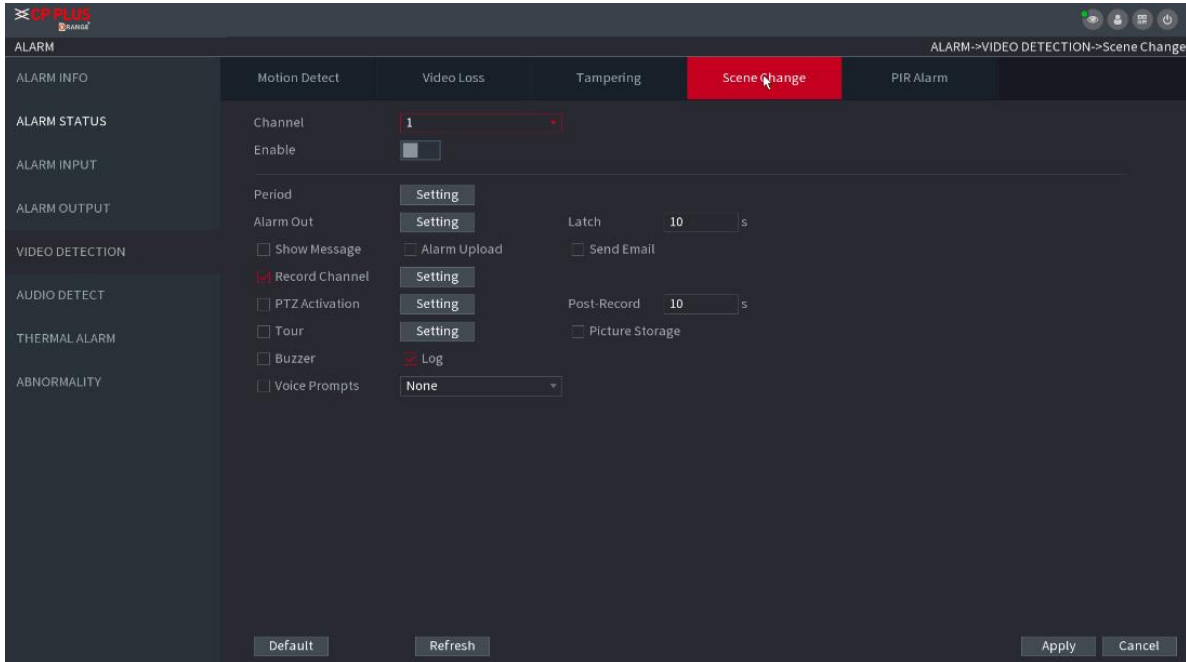 CP PLUS
ORANGE
ALARM ALARM->VIDEO DETECTION->Scene Change
ALARM INFO
ALARM STATUS
ALARM INPUT
ALARM OUTPUT
VIDEO DETECTION
AUDIO DETECT
THERMAL ALARM
ABNORMALITY
Motion Detect Video Loss Tampering Scene Change PIR Alarm
Channel 1
Enable
Period Setting
Alarm Out Setting Latch 10 s
Show Message Alarm Upload Send Email
Record Channel Setting
PTZ Activation Setting Post-Record 10 s
Tour Setting Picture Storage
Buzzer Log
Voice Prompts None
Default Refresh Apply Cancel